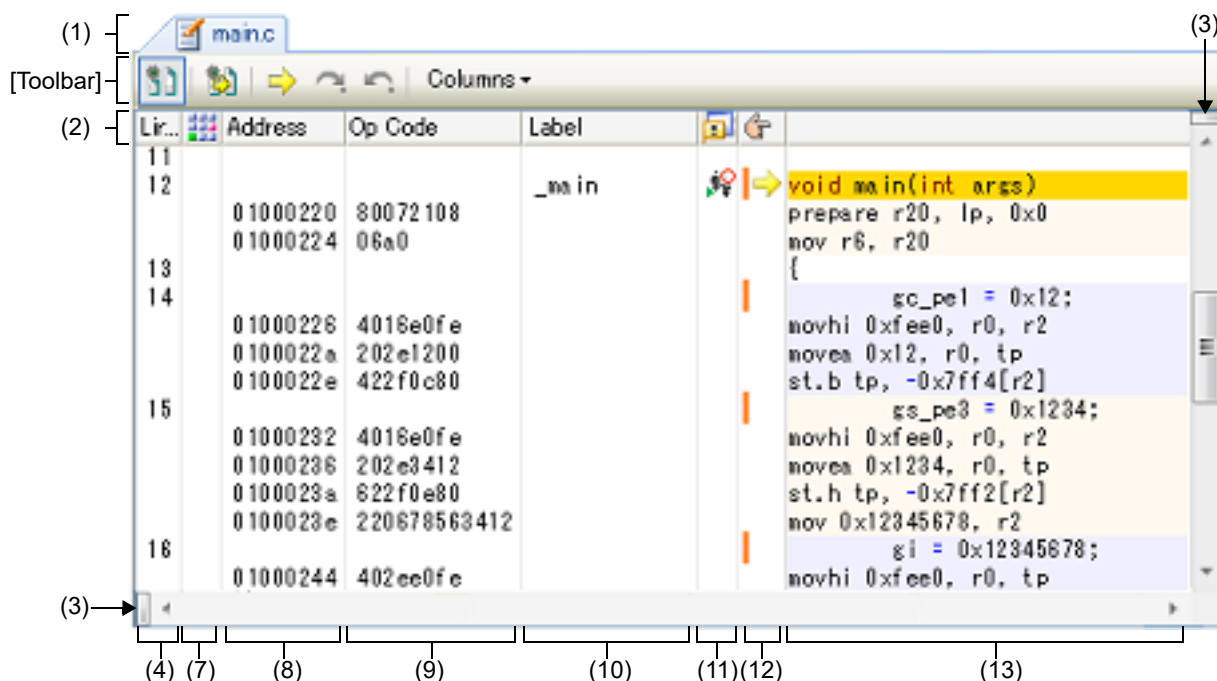 (1) main.c (3)
[Toolbar] Columns
(2) Lir... Address Op Code Label
11
12 _main void main(int args)
01000220 80072108 prepare r20, lp, 0x0
01000224 06a0 mov r6, r20
13 {
14 gc_pe1 = 0x12;
01000226 4016e0fe movhi 0xfee0, r0, r2
0100022a 202e1200 movea 0x12, r0, tp
0100022e 422f0c80 st.b tp, -0x7ff4[r2]
15 gs_pe3 = 0x1234;
01000232 4016e0fe movhi 0xfee0, r0, r2
01000236 202e3412 movea 0x1234, r0, tp
0100023a 622f0e80 st.h tp, -0x7ff2[r2]
0100023e 220678563412 mov 0x12345678, r2
16 gi = 0x12345678;
01000244 402ee0fe movhi 0xfee0, r0, tp
(3)
(4) (7) (8) (9) (10) (11) (12) (13)